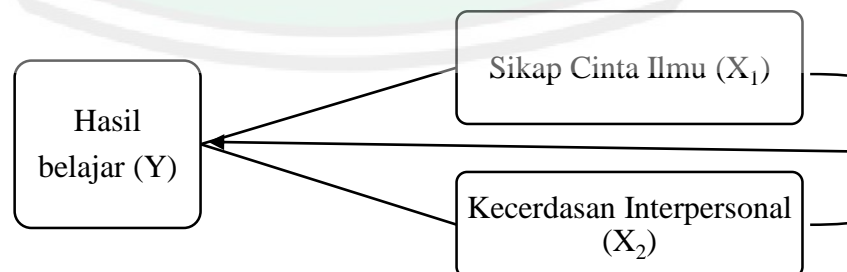 Sikap Cinta Ilmu (X₁)
Hasil
belajar (Y)
Kecerdasan Interpersonal
(X₂)